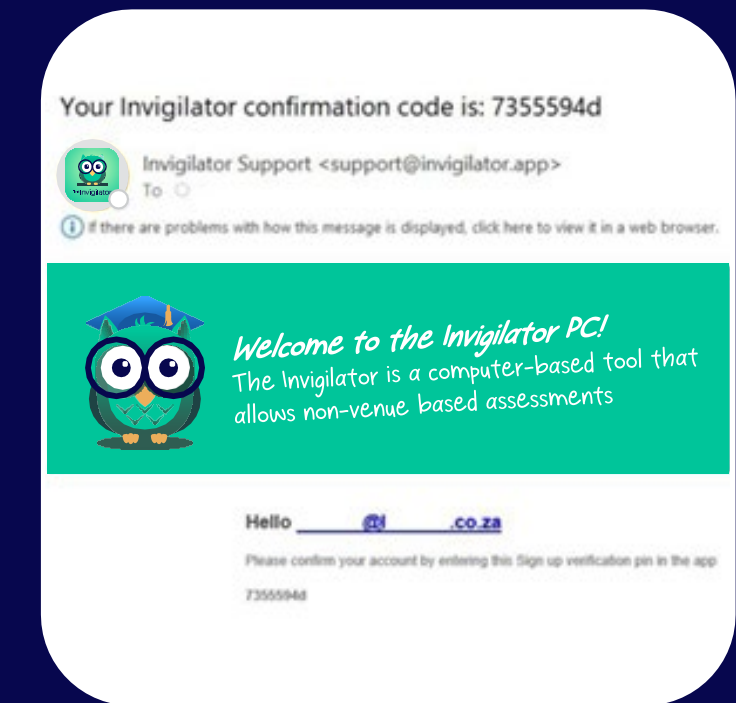 Your Invigilator confirmation code is: 7355594d
The Invigilator
Invigilator Support <support@invigilator.app>
To
If there are problems with how this message is displayed, click here to view it in a web browser.
Welcome to the Invigilator PC!
The Invigilator is a computer-based tool that
allows non-venue based assessments
Hello ______@______.co.za
Please confirm your account by entering this Sign up verification pin in the app
7355594d